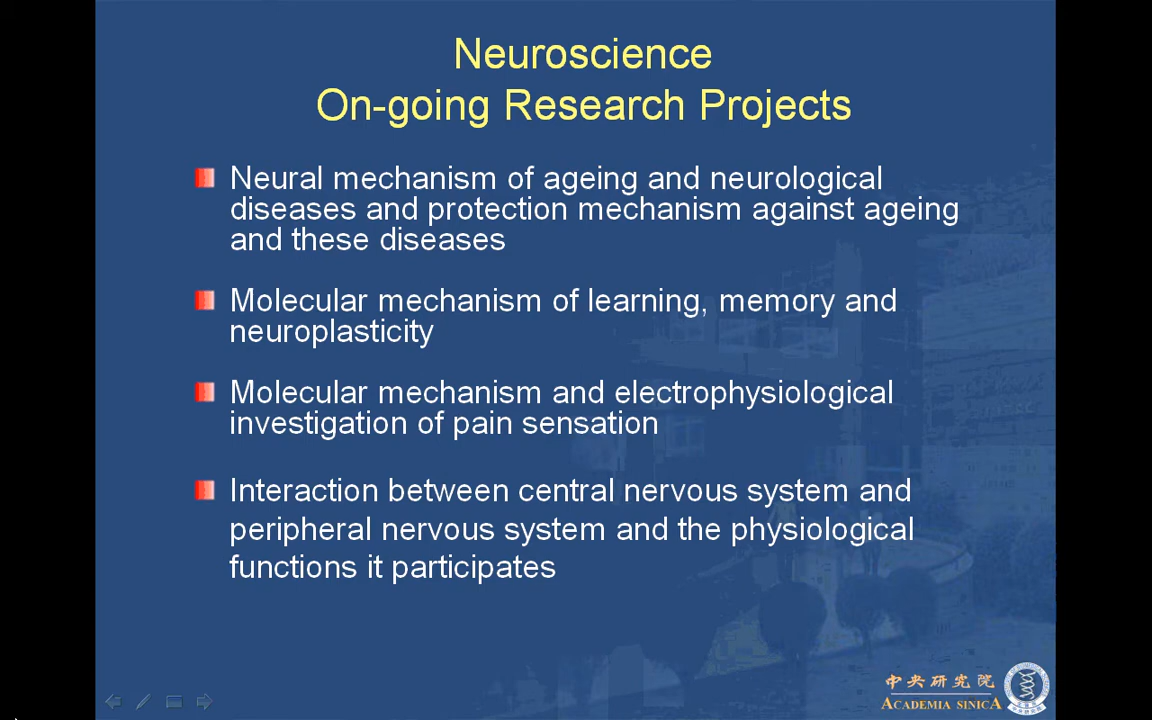 Neuroscience
On-going Research Projects
Neural mechanism of ageing and neurological
diseases and protection mechanism against ageing
and these diseases
Molecular mechanism of learning, memory and
neuroplasticity
Molecular mechanism and electrophysiological
investigation of pain sensation
Interaction between central nervous system and
peripheral nervous system and the physiological
functions it participates
中央研究院
ACADEMIA SINICA